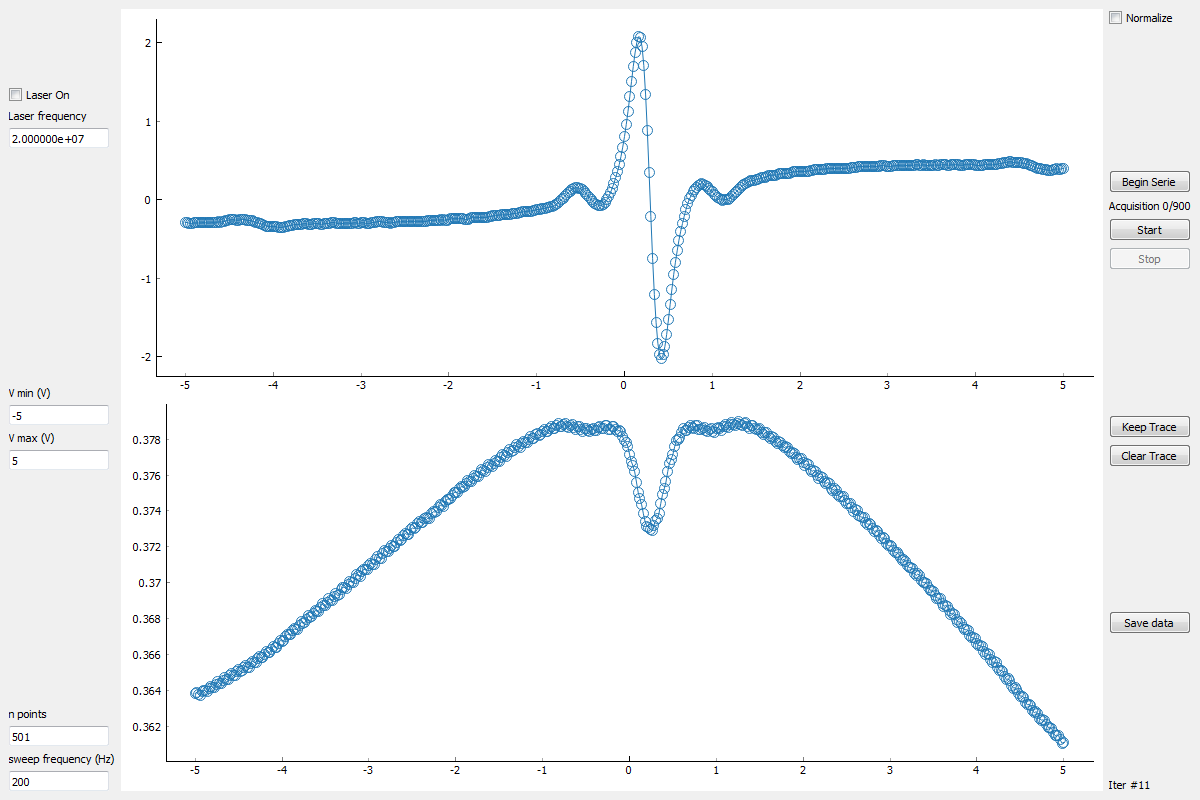 Normalize
Laser On
Laser frequency
2.000000e+07
2
1
0
-1
-2
-5 -4 -3 -2 -1 0 1 2 3 4 5
Begin Serie
Acquisition 0/900
Start
Stop
V min (V)
-5
V max (V)
5
0.378
0.376
0.374
0.372
0.37
0.368
0.366
0.364
0.362
-5 -4 -3 -2 -1 0 1 2 3 4 5
Keep Trace
Clear Trace
Save data
n points
501
sweep frequency (Hz)
200
Iter #11